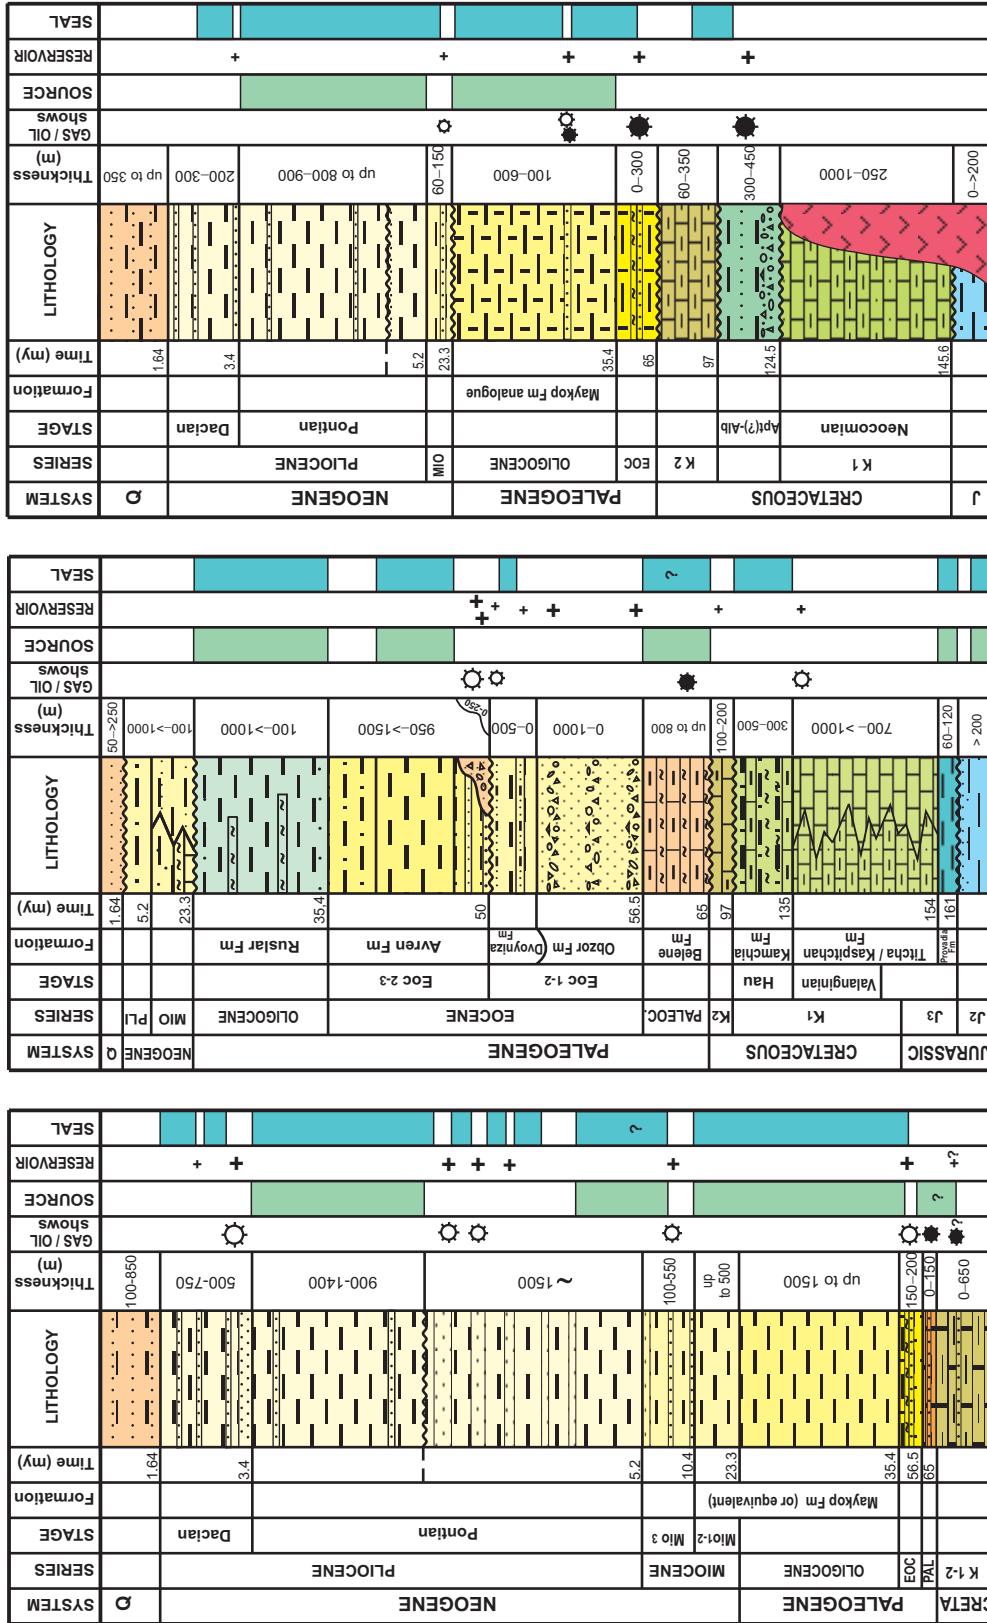 SEAL
RESERVOIR
SOURCE
GAS / OIL
shows
Thickness
(m)
up to 350
200–300
up to 800–900
60–150
100–600
0–300
60–350
300–450
250–1000
0–>200
LITHOLOGY
Time (my)
1.64
3.4
5.2
23.3
35.4
65
97
124.5
145.6
Formation
Maykop Fm analogue
STAGE
Dacian
Pontian
Apt(?)-Alb
Neocomian
SERIES
PLIOCENE
MIO
OLIGOCENE
EOC
K 2
K 1
SYSTEM
Q
NEOGENE
PALEOGENE
CRETACEOUS
J
SEAL
?
RESERVOIR
SOURCE
GAS / OIL
shows
Thickness
(m)
50–>250
100–>1000
100–>1000
950–>1500
0-250
0–500
0–1000
up to 800
100–200
300–500
700– > 1000
60–120
> 200
LITHOLOGY
Time (my)
1.64
5.2
23.3
35,4
50
56.5
65
97
135
154
161
Formation
Ruslar Fm
Avren Fm
Dvoyniza
Fm
Obzor Fm
Belene
Fm
Kamchia
Fm
Titcha / Kaspitchan
Fm
Provadia
Fm
STAGE
Eoc 2-3
Eoc 1-2
Hau
Valanginian
SERIES
PLI
MIO
OLIGOCENE
EOCENE
PALEOC.
K2
K1
J3
J2
SYSTEM
Q
NEOGENE
PALEOGENE
CRETACEOUS
JURASSIC
SEAL
?
RESERVOIR
+?
SOURCE
?
GAS / OIL
shows
?
Thickness
(m)
100-850
500-750
900-1400
~ 1500
100-550
up
to 500
up to 1500
150–200
0–150
0–650
LITHOLOGY
Time (my)
1.64
3.4
5.2
10.4
23.3
35.4
56.5
65
Formation
Maykop Fm (or equivalent)
STAGE
Dacian
Pontian
Mio 3
Mio1-2
SERIES
PLIOCENE
MIOCENE
OLIGOCENE
EOC
PAL
K 1-2
SYSTEM
Q
NEOGENE
PALEOGENE
CRETA